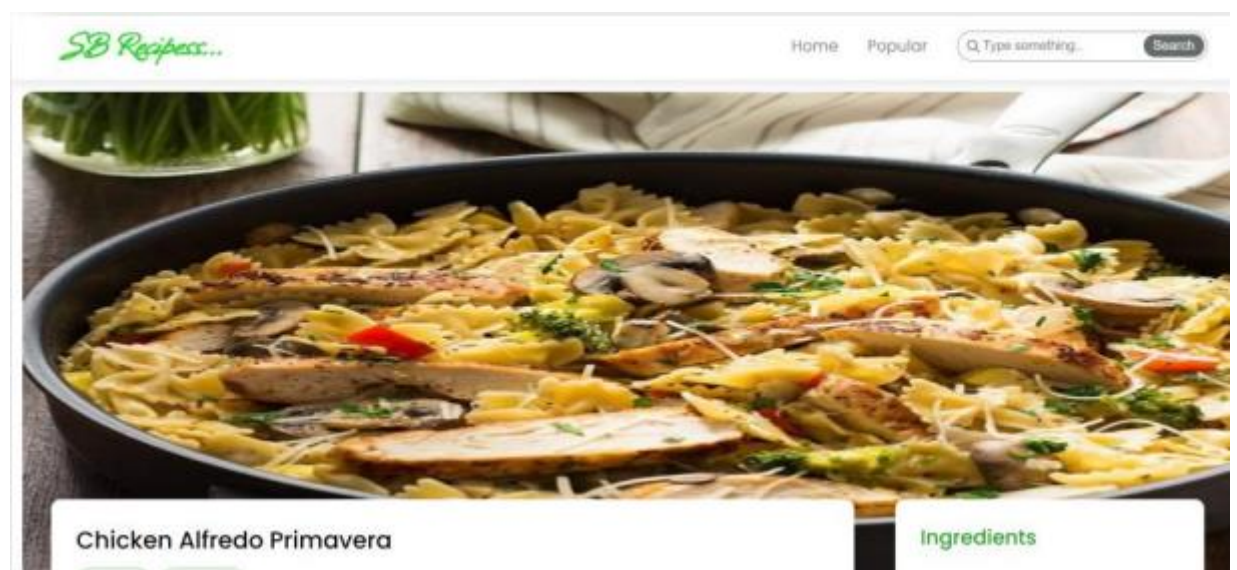 SB Recipess...
Home Popular Type something.. Search
Chicken Alfredo Primavera
Ingredients